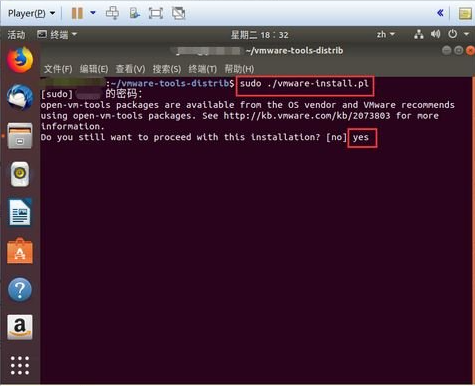 Player(P)
活动 终端 星期二 18:32 zh
~/vmware-tools-distrib
文件(F) 编辑(E) 查看(V) 搜索(S) 终端(T) 帮助(H)
:~/vmware-tools-distrib$ sudo ./vmware-install.pl
[sudo] 的密码：
open-vm-tools packages are available from the OS vendor and VMware recommends
using open-vm-tools packages. See http://kb.vmware.com/kb/2073803 for more
information.
Do you still want to proceed with this installation? [no] yes